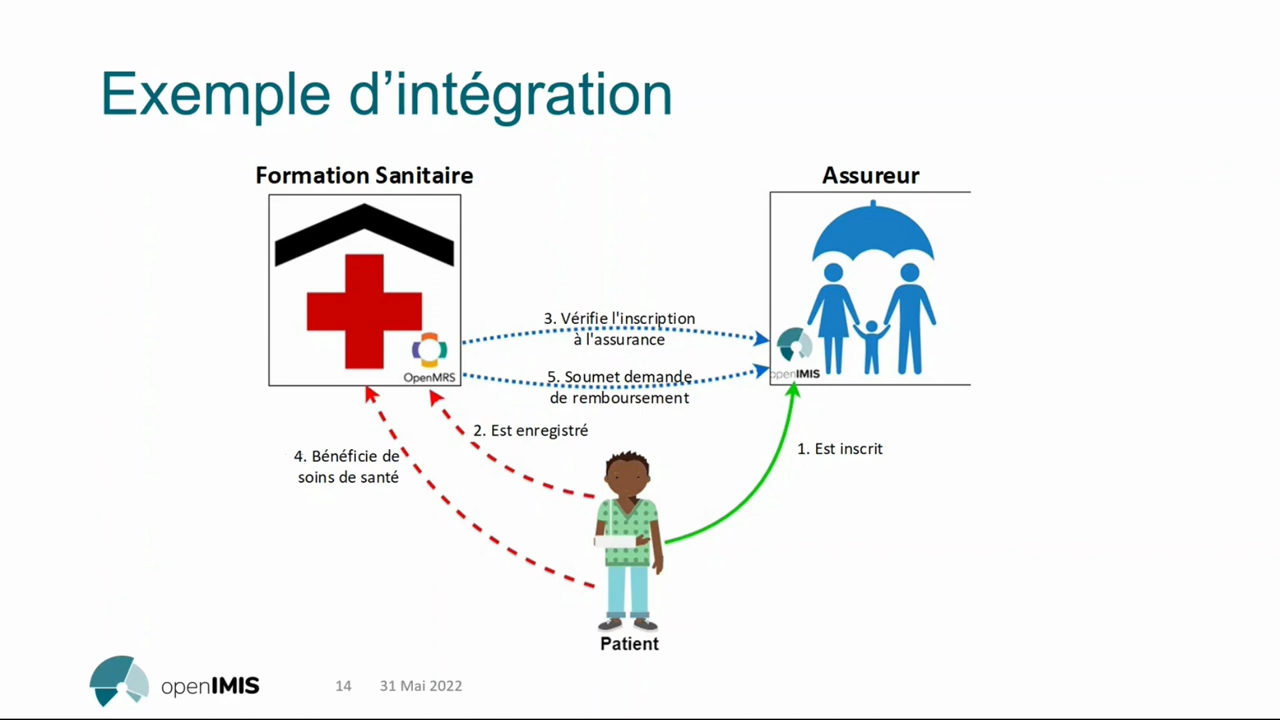 Exemple d’intégration
Formation Sanitaire
Assureur
3. Vérifie l'inscription
à l'assurance
OpenMRS
5. Soumet demande
de remboursement
openIMIS
2. Est enregistré
4. Bénéficie de
soins de santé
1. Est inscrit
Patient
openIMIS
14
31 Mai 2022